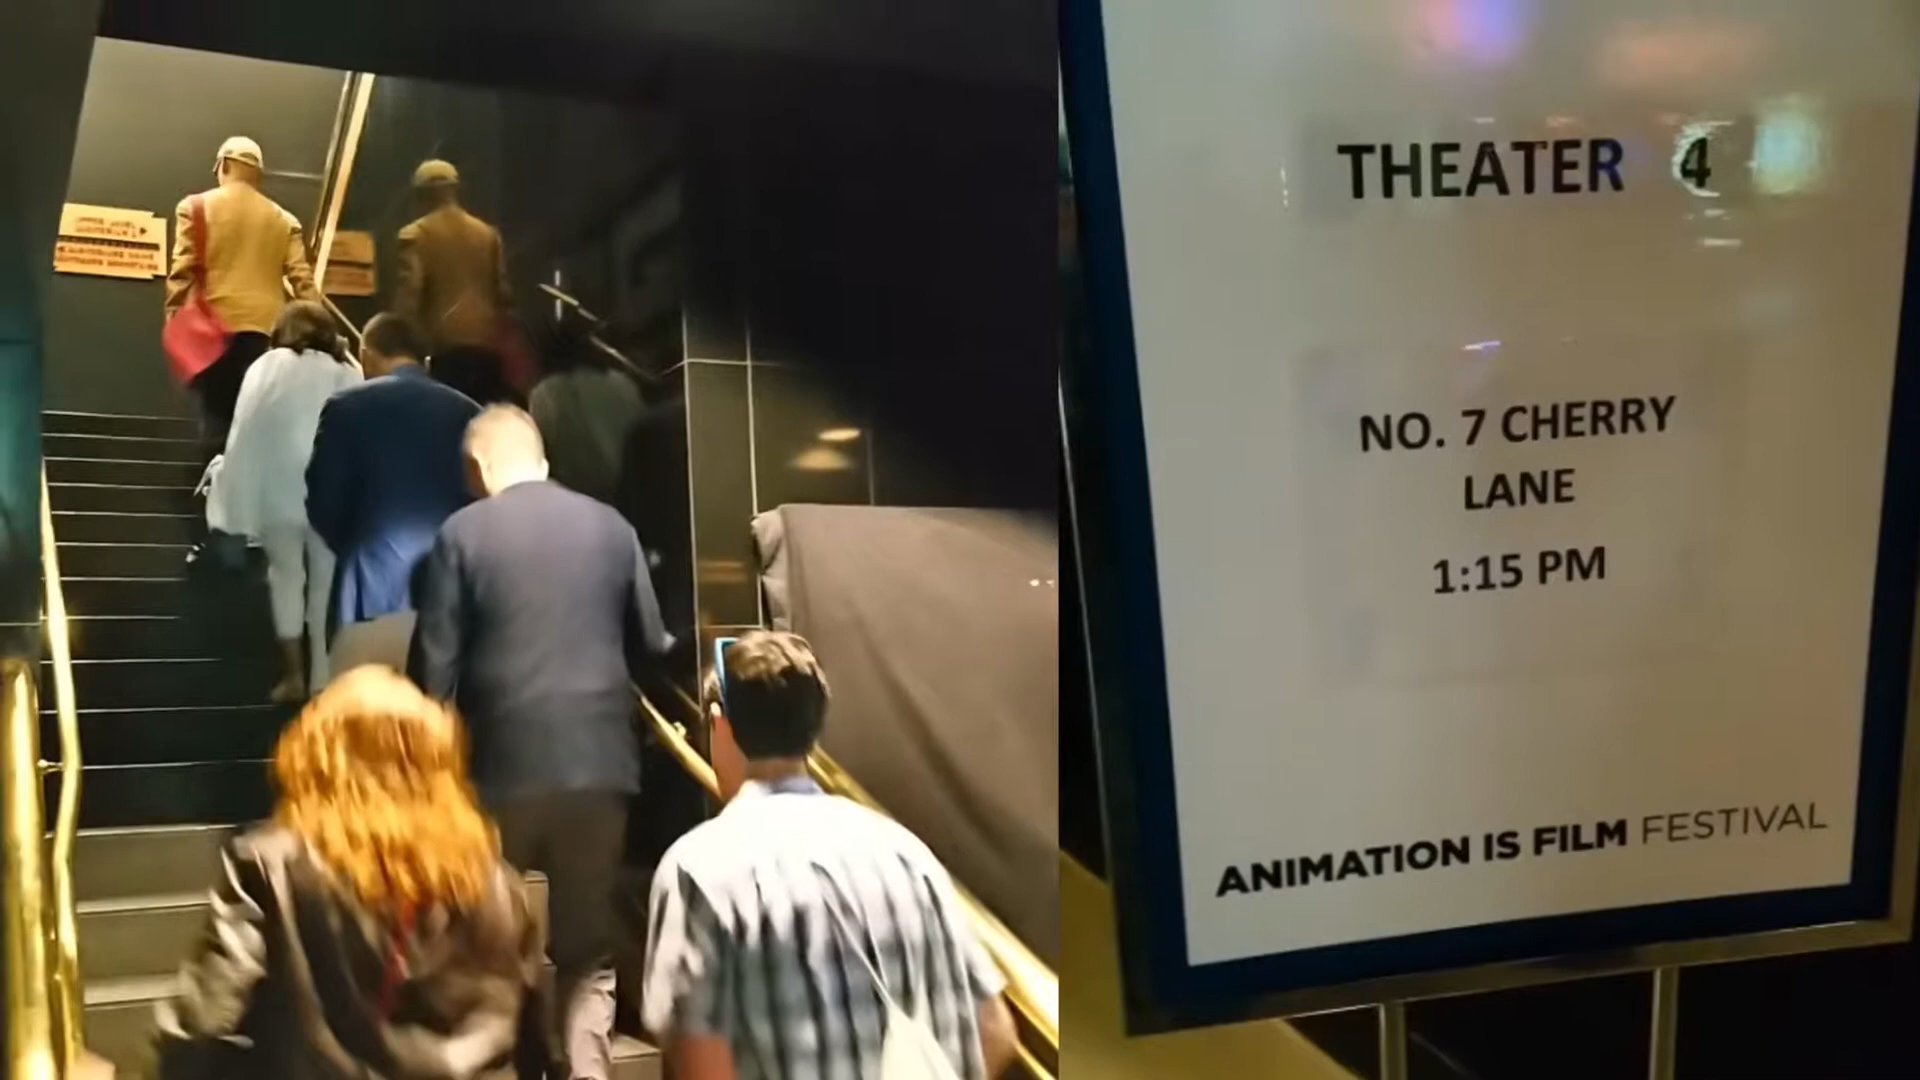 THEATER 4
NO. 7 CHERRY
LANE
1:15 PM
ANIMATION IS FILM FESTIVAL